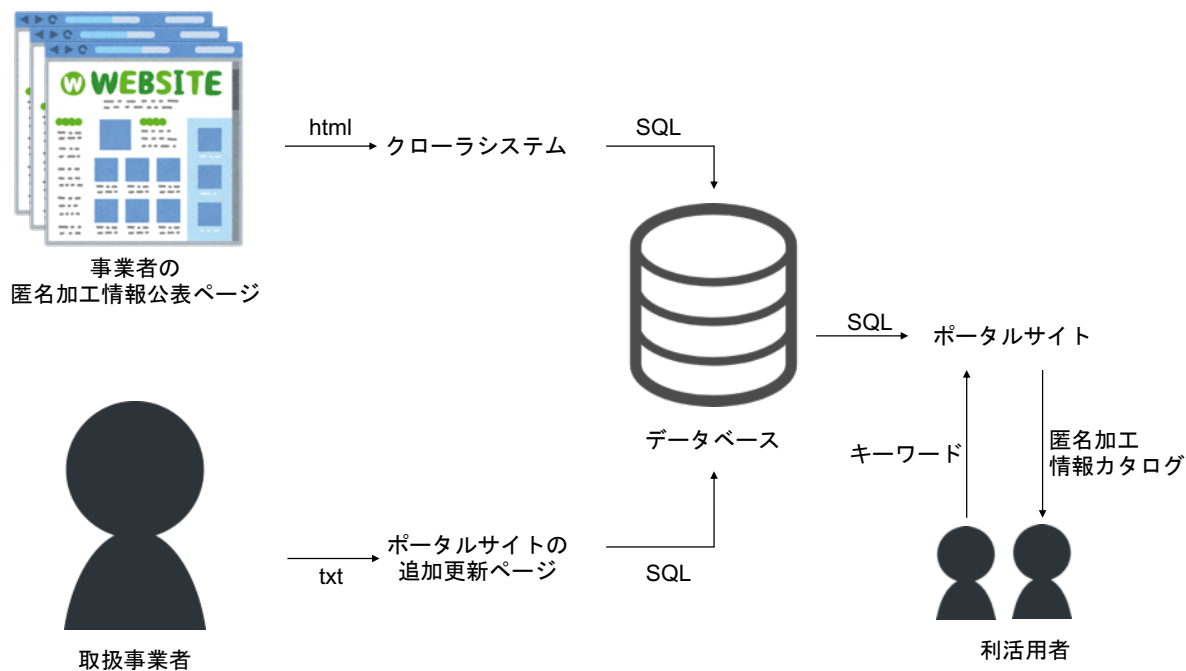 WEBSITE
事業者の
匿名加工情報公表ページ
html
クローラシステム
SQL
データベース
SQL
ポータルサイト
キーワード
匿名加工
情報カタログ
利活用者
取扱事業者
txt
ポータルサイトの
追加更新ページ
SQL